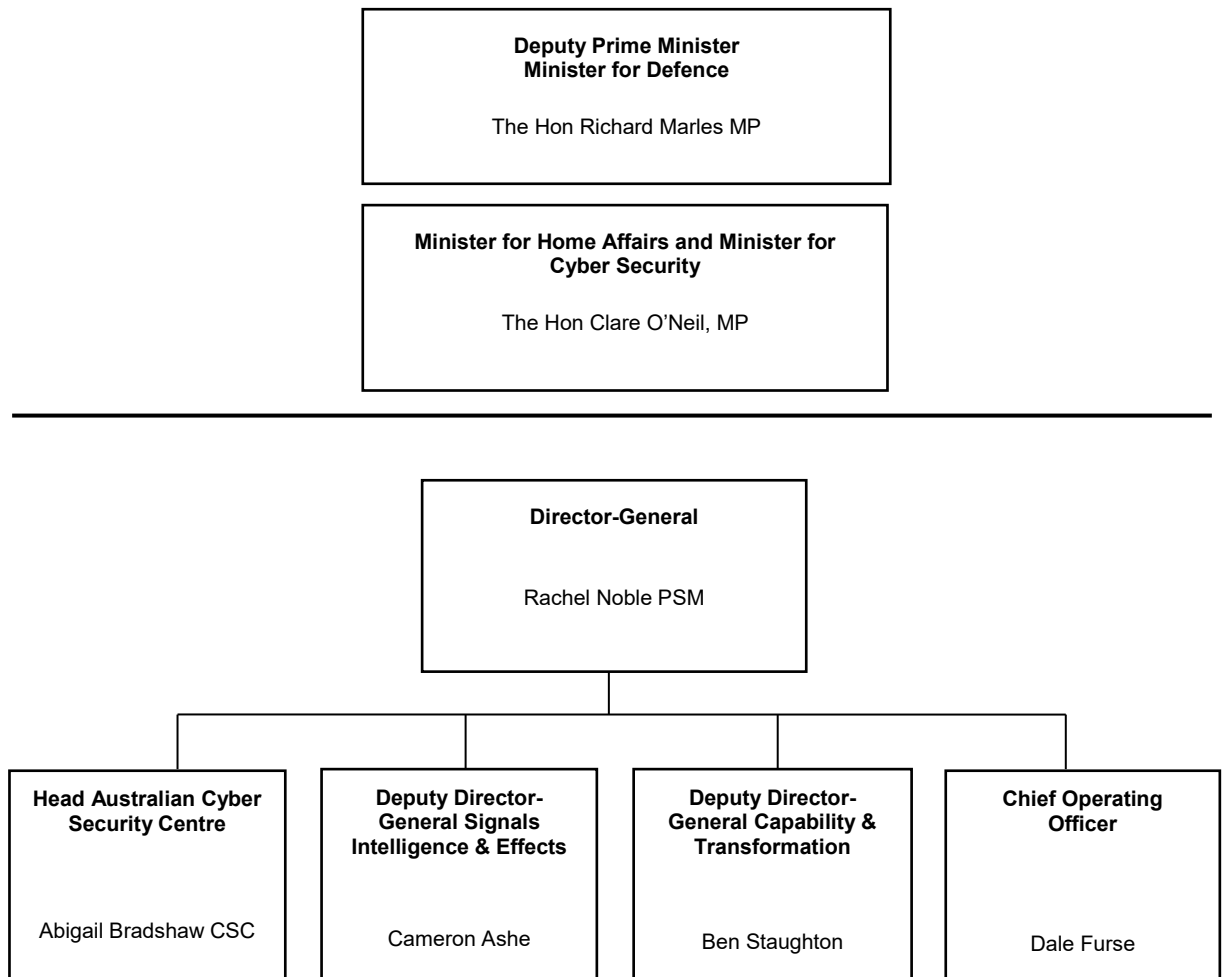 Deputy Prime Minister
Minister for Defence
The Hon Richard Marles MP
Minister for Home Affairs and Minister for
Cyber Security
The Hon Clare O’Neil, MP
Director-General
Rachel Noble PSM
Head Australian Cyber
Security Centre
Abigail Bradshaw CSC
Deputy Director-
General Signals
Intelligence & Effects
Cameron Ashe
Deputy Director-
General Capability &
Transformation
Ben Staughton
Chief Operating
Officer
Dale Furse